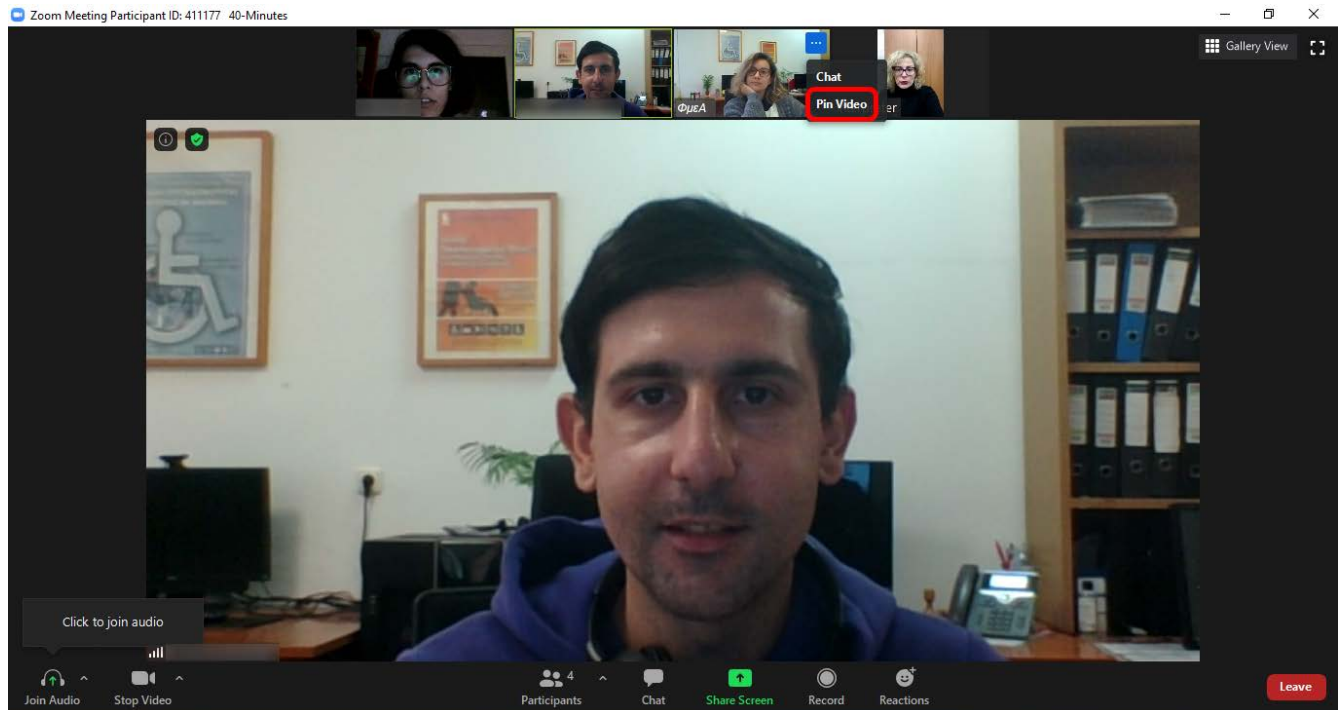 Zoom Meeting Participant ID: 411177 40-Minutes
Gallery View
Chat
Pin Video
ΦμεΑ
er
Click to join audio
Join Audio
Stop Video
4
Participants
Chat
Share Screen
Record
Reactions
Leave